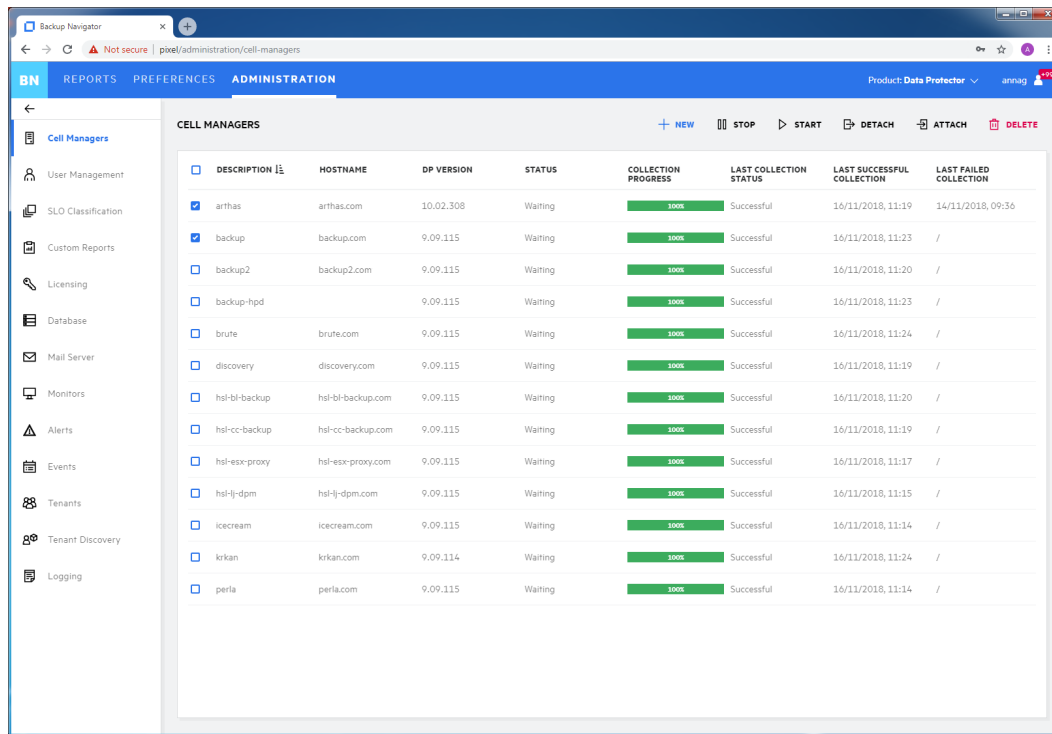 Backup Navigator
Not secure | pixel/administration/cell-managers
A
BN REPORTS PREFERENCES ADMINISTRATION Product: Data Protector annag +99
CELL MANAGERS NEW STOP START DETACH ATTACH DELETE
Cell Managers
User Management
SLO Classification
Custom Reports
Licensing
Database
Mail Server
Monitors
Alerts
Events
Tenants
Tenant Discovery
Logging
DESCRIPTION HOSTNAME DP VERSION STATUS COLLECTION PROGRESS LAST COLLECTION STATUS LAST SUCCESSFUL COLLECTION LAST FAILED COLLECTION
arthas arthas.com 10.02.308 Waiting 100% Successful 16/11/2018, 11:19 14/11/2018, 09:36
backup backup.com 9.09.115 Waiting 100% Successful 16/11/2018, 11:23 /
backup2 backup2.com 9.09.115 Waiting 100% Successful 16/11/2018, 11:20 /
backup-hpd 9.09.115 Waiting 100% Successful 16/11/2018, 11:23 /
brute brute.com 9.09.115 Waiting 100% Successful 16/11/2018, 11:24 /
discovery discovery.com 9.09.115 Waiting 100% Successful 16/11/2018, 11:19 /
hsl-bl-backup hsl-bl-backup.com 9.09.115 Waiting 100% Successful 16/11/2018, 11:20 /
hsl-cc-backup hsl-cc-backup.com 9.09.115 Waiting 100% Successful 16/11/2018, 11:19 /
hsl-esx-proxy hsl-esx-proxy.com 9.09.115 Waiting 100% Successful 16/11/2018, 11:17 /
hsl-lj-dpm hsl-lj-dpm.com 9.09.115 Waiting 100% Successful 16/11/2018, 11:15 /
icecream icecream.com 9.09.115 Waiting 100% Successful 16/11/2018, 11:14 /
krkan krkan.com 9.09.114 Waiting 100% Successful 16/11/2018, 11:24 /
perla perla.com 9.09.115 Waiting 100% Successful 16/11/2018, 11:14 /